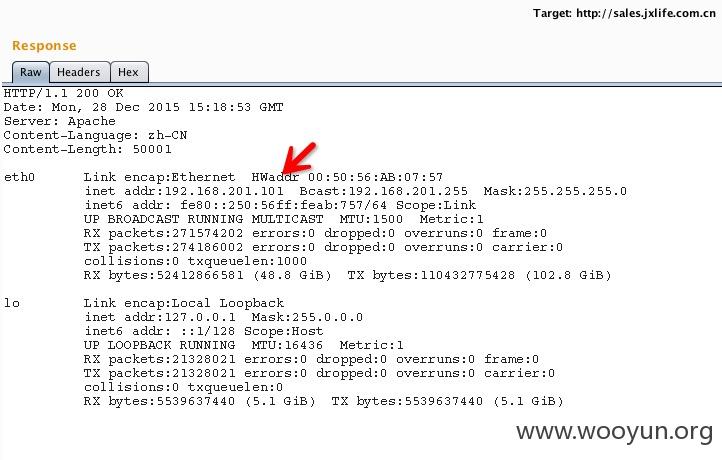 Target: http://sales.jxlife.com.cn
Response
Raw Headers Hex
HTTP/1.1 200 OK
Date: Mon, 28 Dec 2015 15:18:53 GMT
Server: Apache
Content-Language: zh-CN
Content-Length: 50001
eth0 Link encap:Ethernet HWaddr 00:50:56:AB:07:57
inet addr:192.168.201.101 Bcast:192.168.201.255 Mask:255.255.255.0
inet6 addr: fe80::250:56ff:feab:757/64 Scope:Link
UP BROADCAST RUNNING MULTICAST MTU:1500 Metric:1
RX packets:271574202 errors:0 dropped:0 overruns:0 frame:0
TX packets:274186002 errors:0 dropped:0 overruns:0 carrier:0
collisions:0 txqueuelen:1000
RX bytes:52412866581 (48.8 GiB) TX bytes:110432775428 (102.8 GiB)
lo Link encap:Local Loopback
inet addr:127.0.0.1 Mask:255.0.0.0
inet6 addr: ::1/128 Scope:Host
UP LOOPBACK RUNNING MTU:16436 Metric:1
RX packets:21328021 errors:0 dropped:0 overruns:0 frame:0
TX packets:21328021 errors:0 dropped:0 overruns:0 carrier:0
collisions:0 txqueuelen:0
RX bytes:5539637440 (5.1 GiB) TX bytes:5539637440 (5.1 GiB)
www.wooyun.org